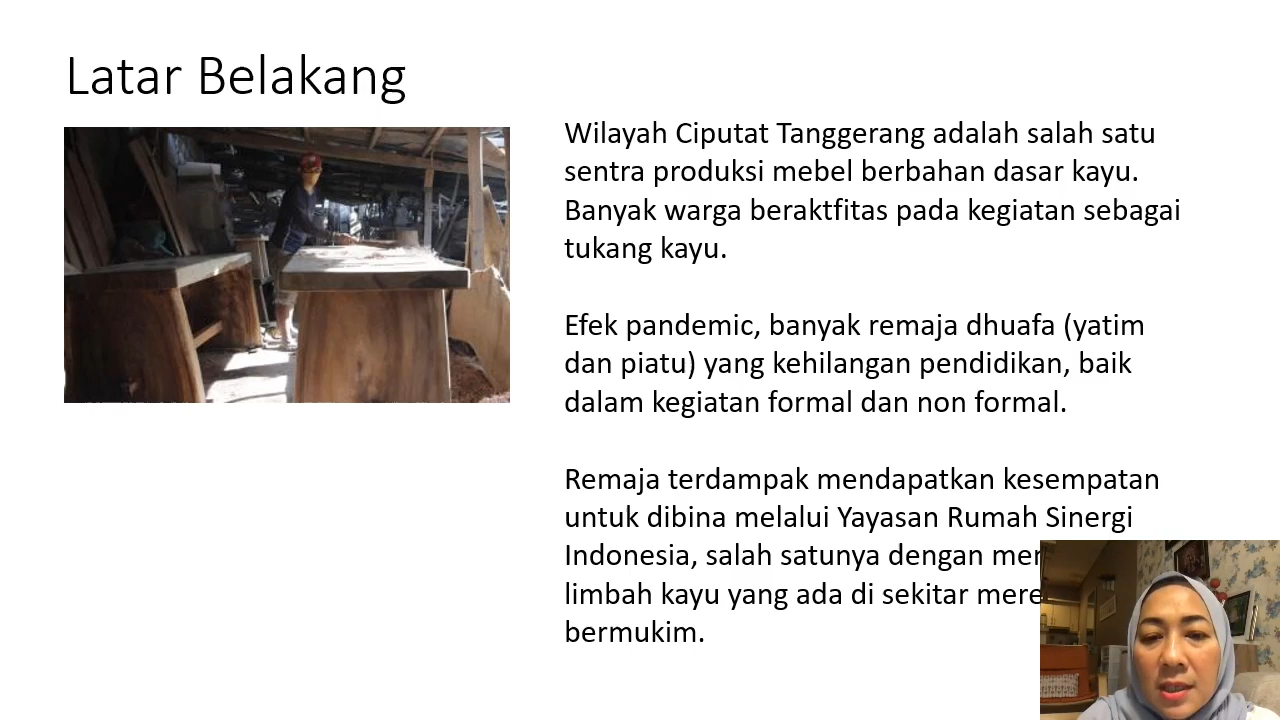 Latar Belakang
Wilayah Ciputat Tanggerang adalah salah satu
sentra produksi mebel berbahan dasar kayu.
Banyak warga beraktfitas pada kegiatan sebagai
tukang kayu.
Efek pandemic, banyak remaja dhuafa (yatim
dan piatu) yang kehilangan pendidikan, baik
dalam kegiatan formal dan non formal.
Remaja terdampak mendapatkan kesempatan
untuk dibina melalui Yayasan Rumah Sinergi
Indonesia, salah satunya dengan
limbah kayu yang ada di sekitar
bermukim.